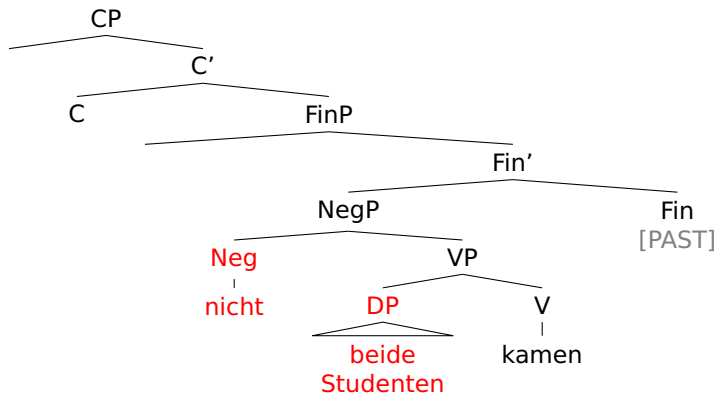 CP
C’
C FinP
Fin’
NegP Fin
[PAST]
Neg VP
nicht DP V
beide kamen
Studenten